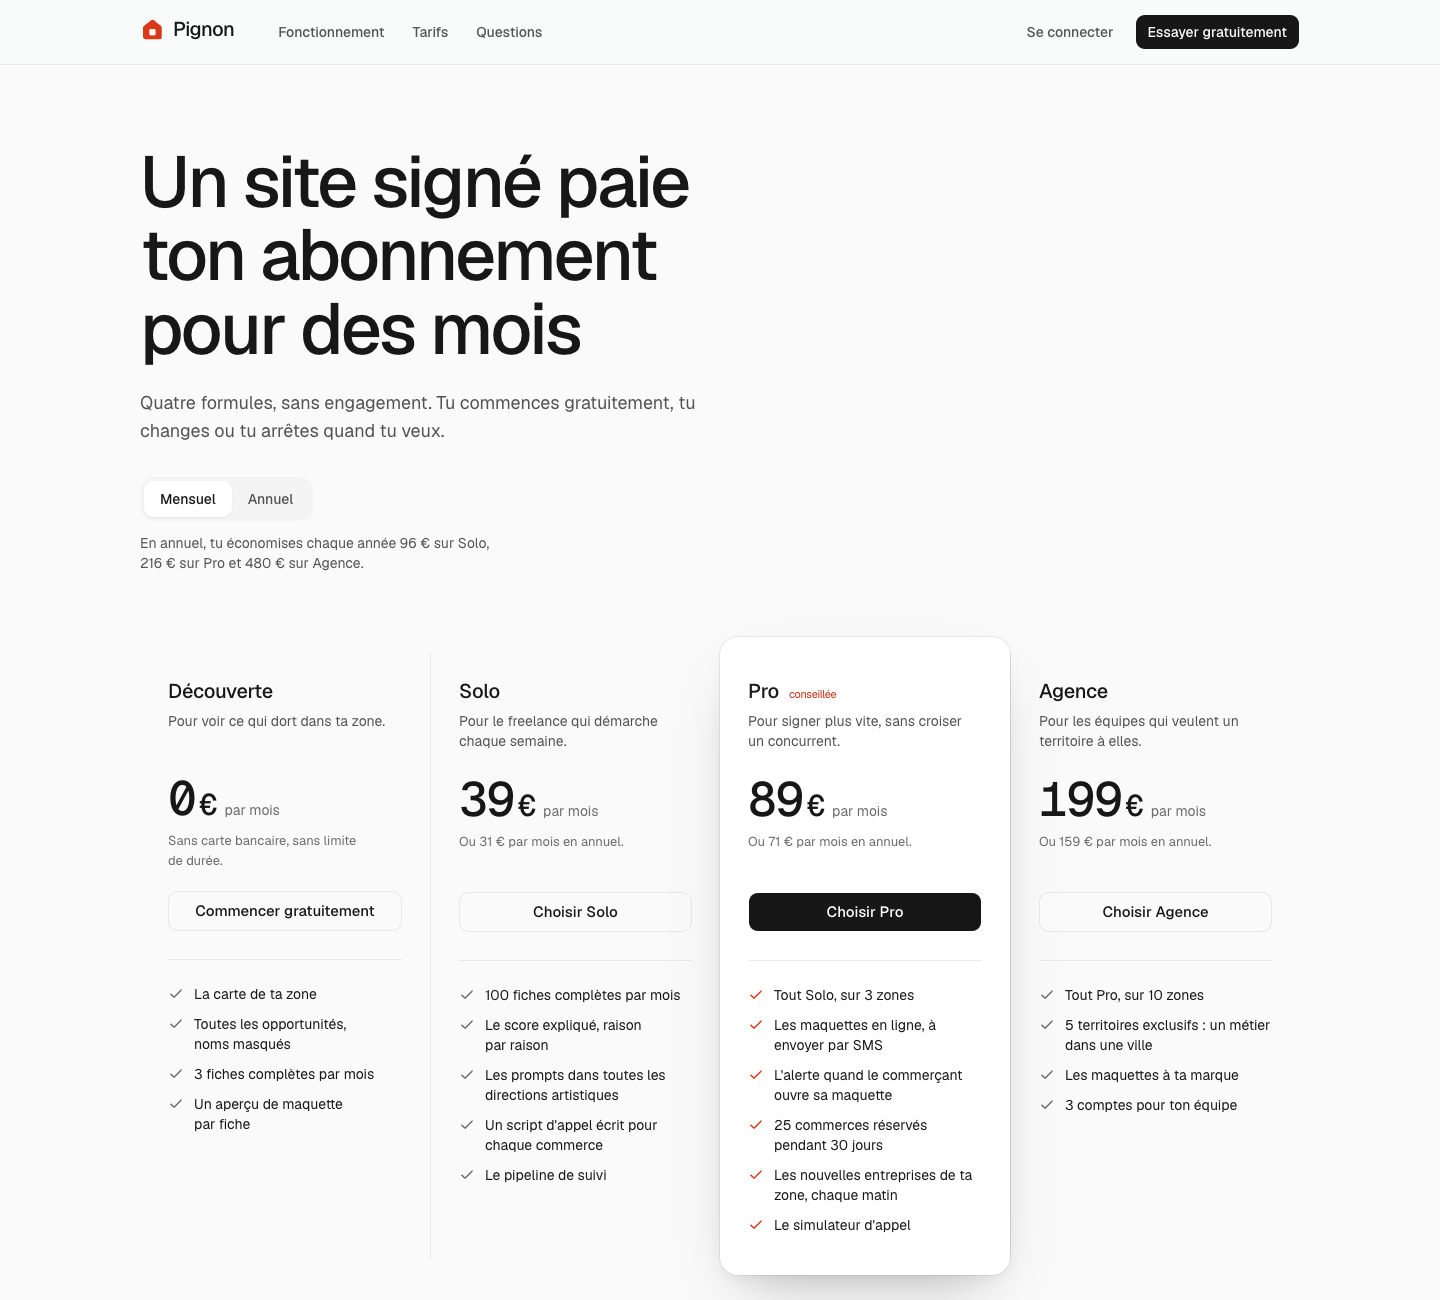 Pignon
Fonctionnement
Tarifs
Questions
Se connecter
Essayer gratuitement
Un site signé paie
ton abonnement
pour des mois
Quatre formules, sans engagement. Tu commences gratuitement, tu
changes ou tu arrêtes quand tu veux.
Mensuel
Annuel
En annuel, tu économises chaque année 96 € sur Solo,
216 € sur Pro et 480 € sur Agence.
Découverte
Pour voir ce qui dort dans ta zone.
0 € par mois
Sans carte bancaire, sans limite
de durée.
Commencer gratuitement
La carte de ta zone
Toutes les opportunités,
noms masqués
3 fiches complètes par mois
Un aperçu de maquette
par fiche
Solo
Pour le freelance qui démarche
chaque semaine.
39 € par mois
Ou 31 € par mois en annuel.
Choisir Solo
100 fiches complètes par mois
Le score expliqué, raison
par raison
Les prompts dans toutes les
directions artistiques
Un script d'appel écrit pour
chaque commerce
Le pipeline de suivi
Pro conseillée
Pour signer plus vite, sans croiser
un concurrent.
89 € par mois
Ou 71 € par mois en annuel.
Choisir Pro
Tout Solo, sur 3 zones
Les maquettes en ligne, à
envoyer par SMS
L'alerte quand le commerçant
ouvre sa maquette
25 commerces réservés
pendant 30 jours
Les nouvelles entreprises de ta
zone, chaque matin
Le simulateur d'appel
Agence
Pour les équipes qui veulent un
territoire à elles.
199 € par mois
Ou 159 € par mois en annuel.
Choisir Agence
Tout Pro, sur 10 zones
5 territoires exclusifs : un métier
dans une ville
Les maquettes à ta marque
3 comptes pour ton équipe